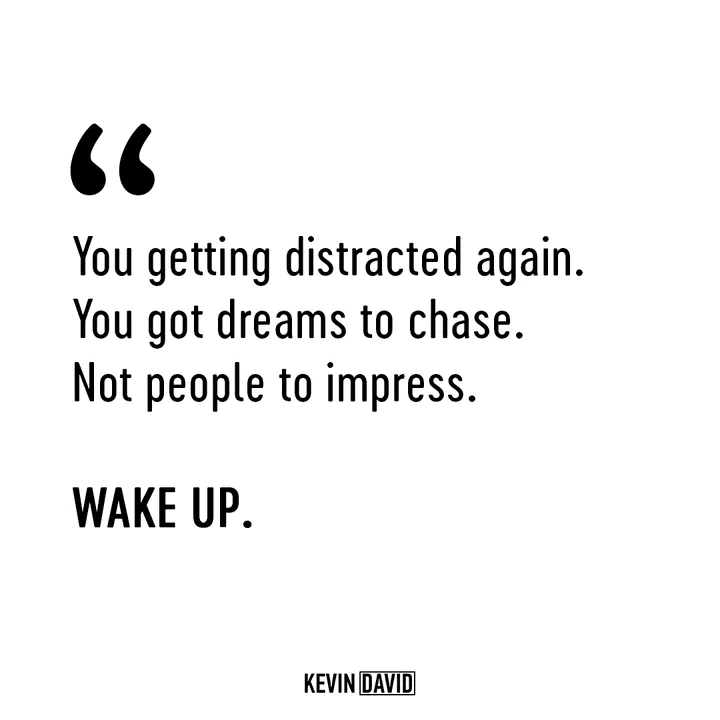 “
You getting distracted again.
You got dreams to chase.
Not people to impress.
WAKE UP.
KEVIN DAVID